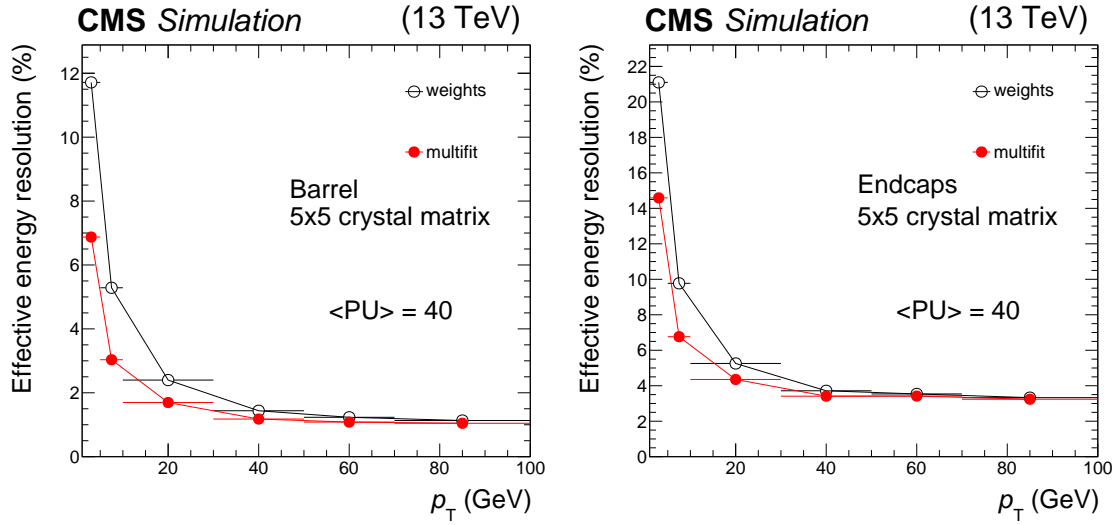 CMS Simulation (13 TeV)
Effective energy resolution (%)
12
10
8
6
4
2
0
weights
multifit
Barrel
5x5 crystal matrix
<PU> = 40
20 40 60 80 100
p_T (GeV)
CMS Simulation (13 TeV)
Effective energy resolution (%)
22
20
18
16
14
12
10
8
6
4
2
0
weights
multifit
Endcaps
5x5 crystal matrix
<PU> = 40
20 40 60 80 100
p_T (GeV)